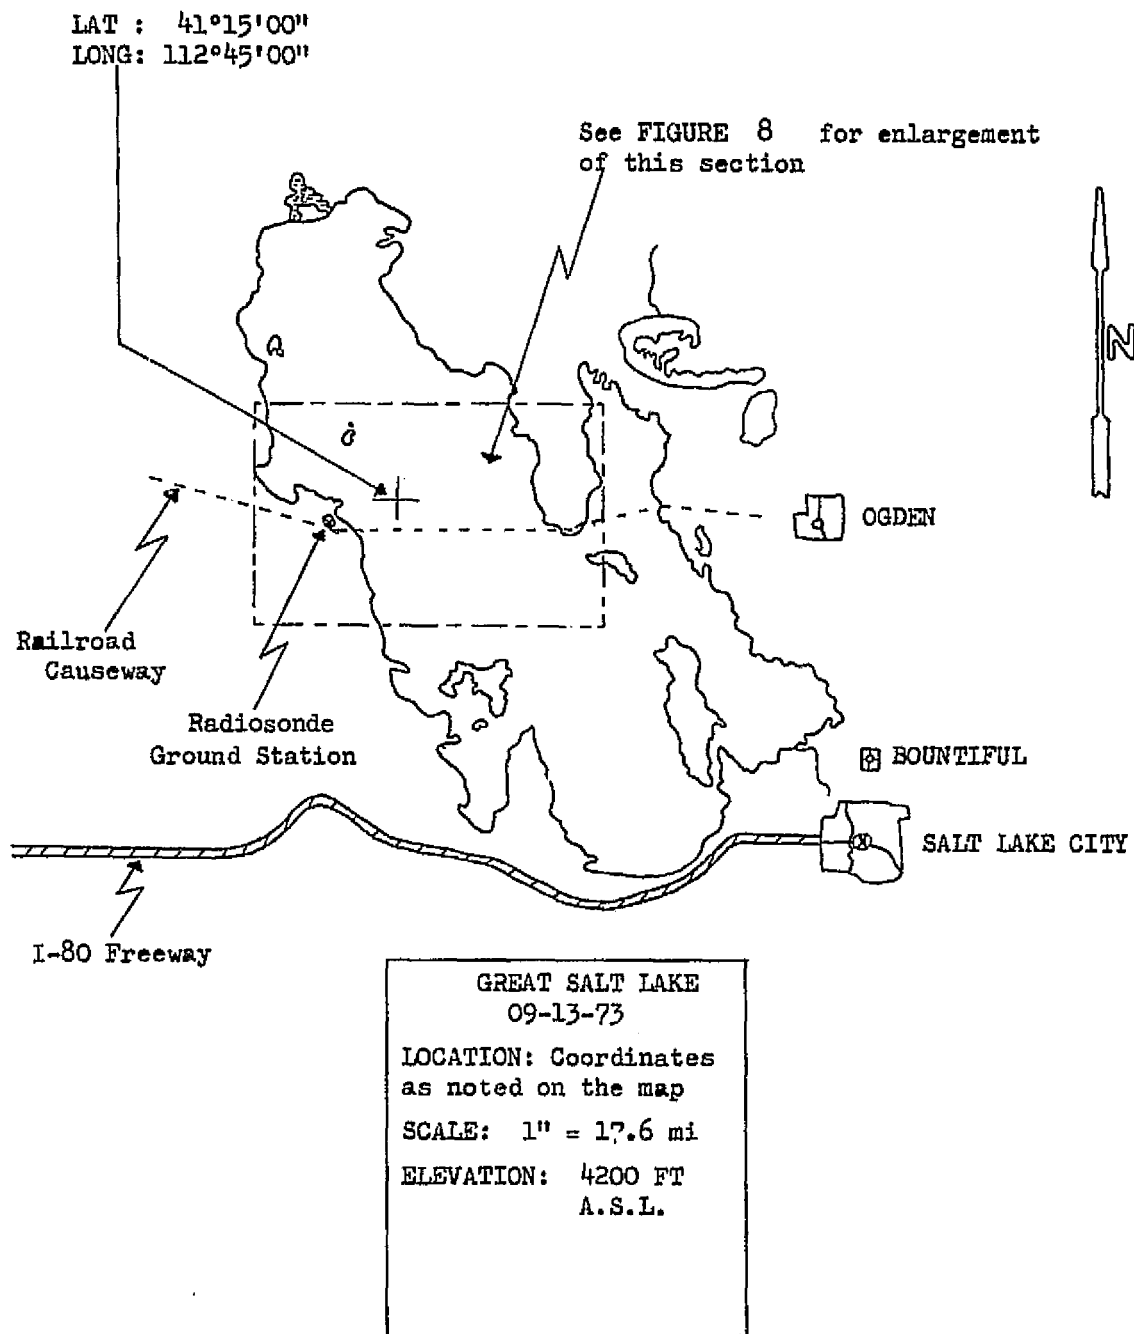 LAT : 41°15'00"
LONG: 112°45'00"
See FIGURE 8 for enlargement
of this section
N
OGDEN
Railroad
Causeway
Radiosonde
Ground Station
BOUNTIFUL
SALT LAKE CITY
I-80 Freeway
GREAT SALT LAKE
09-13-73
LOCATION: Coordinates
as noted on the map
SCALE: 1" = 17.6 mi
ELEVATION: 4200 FT
A.S.L.